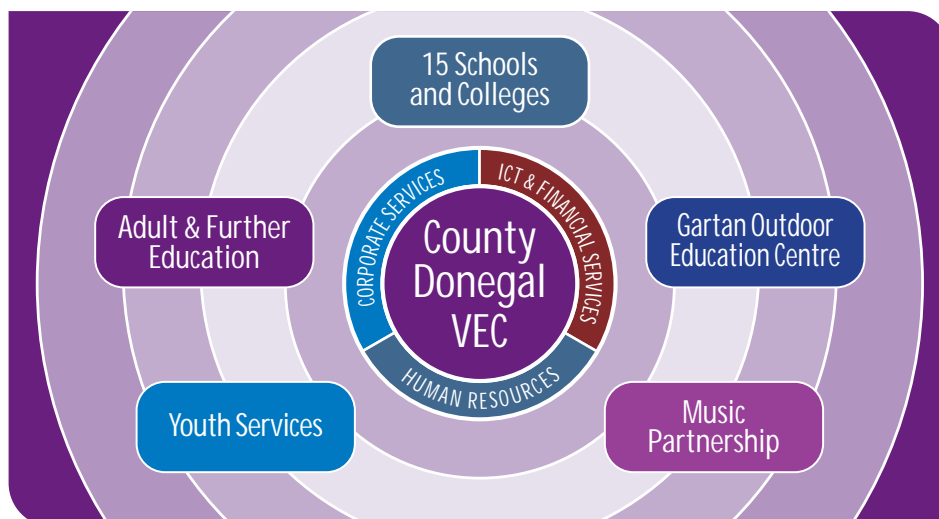 15 Schools
and Colleges
CORPORATE SERVICES
ICT & FINANCIAL SERVICES
Adult & Further
Education
County
Donegal
VEC
Gartan Outdoor
Education Centre
HUMAN RESOURCES
Youth Services
Music
Partnership